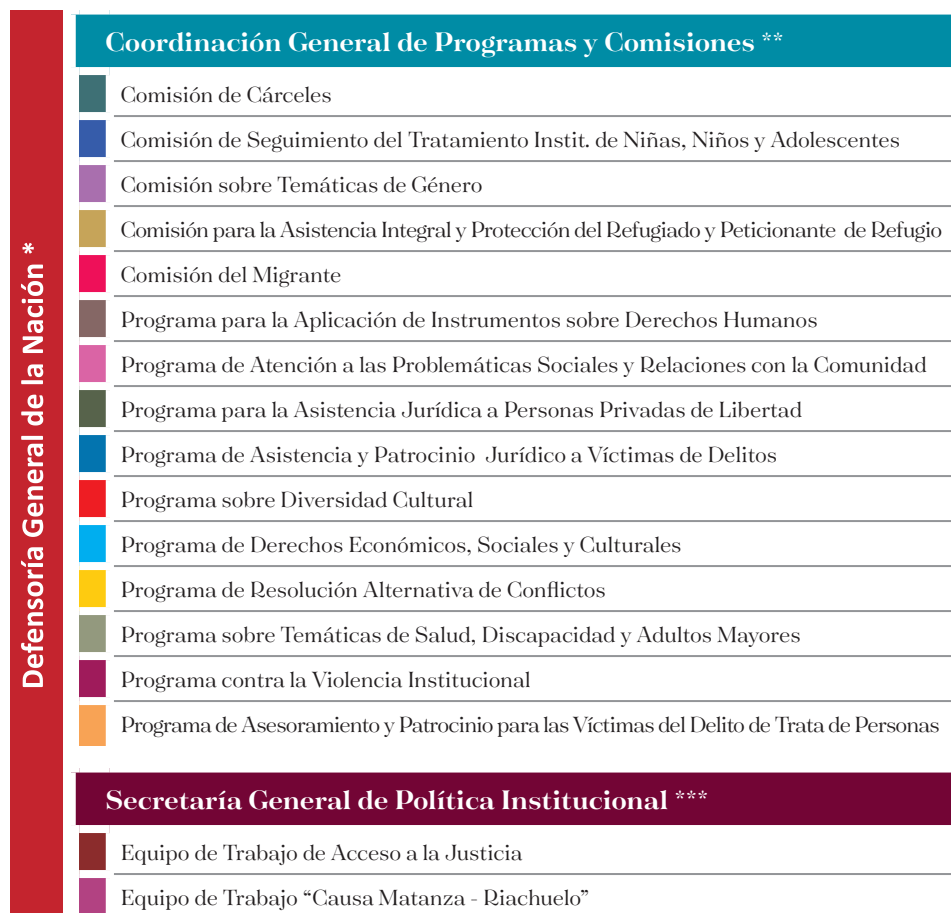 Defensoría General de la Nación *
Coordinación General de Programas y Comisiones **
Comisión de Cárceles
Comisión de Seguimiento del Tratamiento Instit. de Niñas, Niños y Adolescentes
Comisión sobre Temáticas de Género
Comisión para la Asistencia Integral y Protección del Refugiado y Peticionante de Refugio
Comisión del Migrante
Programa para la Aplicación de Instrumentos sobre Derechos Humanos
Programa de Atención a las Problemáticas Sociales y Relaciones con la Comunidad
Programa para la Asistencia Jurídica a Personas Privadas de Libertad
Programa de Asistencia y Patrocinio Jurídico a Víctimas de Delitos
Programa sobre Diversidad Cultural
Programa de Derechos Económicos, Sociales y Culturales
Programa de Resolución Alternativa de Conflictos
Programa sobre Temáticas de Salud, Discapacidad y Adultos Mayores
Programa contra la Violencia Institucional
Programa de Asesoramiento y Patrocinio para las Víctimas del Delito de Trata de Personas
Secretaría General de Política Institucional ***
Equipo de Trabajo de Acceso a la Justicia
Equipo de Trabajo “Causa Matanza - Riachuelo”